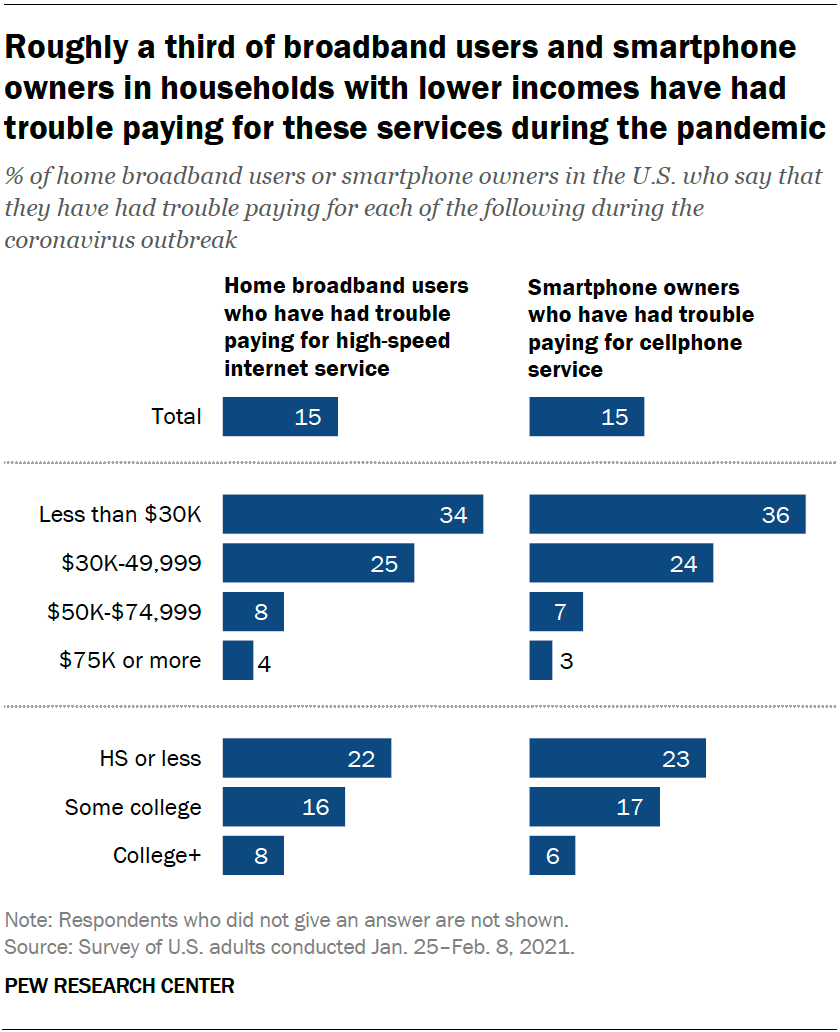 Roughly a third of broadband users and smartphone
owners in households with lower incomes have had
trouble paying for these services during the pandemic
% of home broadband users or smartphone owners in the U.S. who say that
they have had trouble paying for each of the following during the
coronavirus outbreak
Home broadband users
who have had trouble
paying for high-speed
internet service
Smartphone owners
who have had trouble
paying for cellphone
service
Total 15 15
Less than $30K 34 36
$30K-49,999 25 24
$50K-$74,999 8 7
$75K or more 4 3
HS or less 22 23
Some college 16 17
College+ 8 6
Note: Respondents who did not give an answer are not shown.
Source: Survey of U.S. adults conducted Jan. 25–Feb. 8, 2021.
PEW RESEARCH CENTER